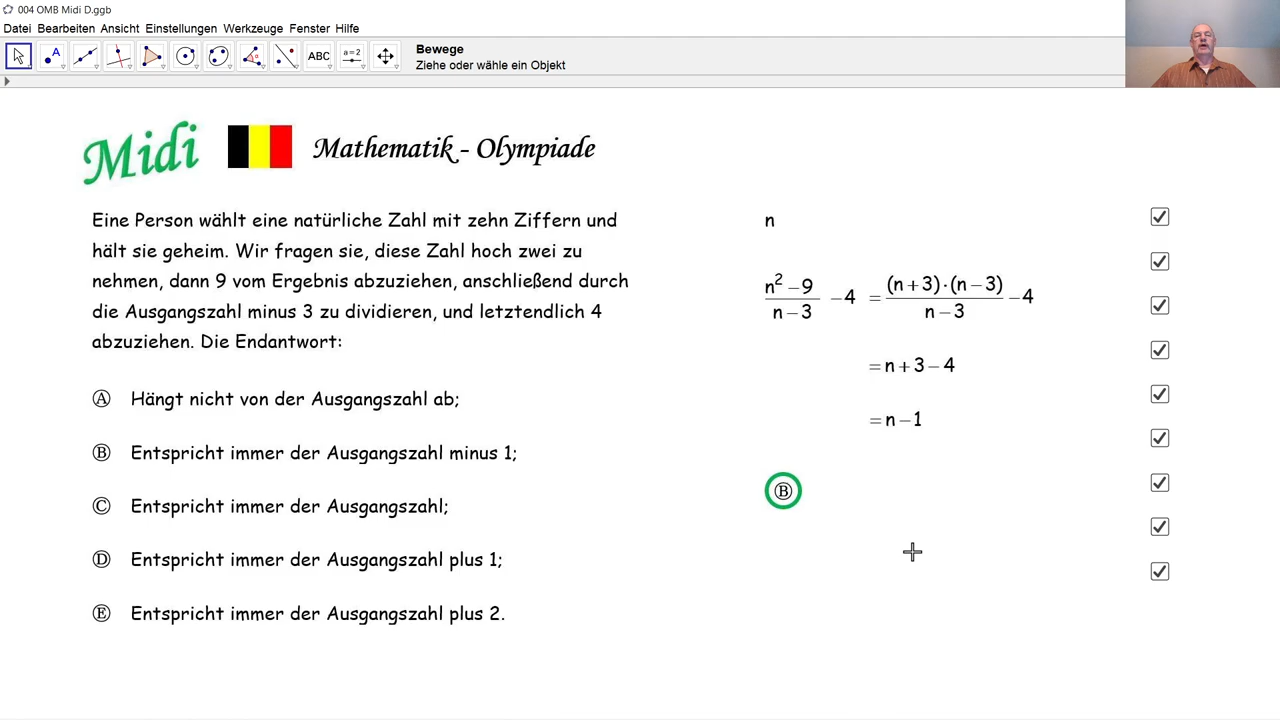 004 OMB Midi D.ggb
Datei Bearbeiten Ansicht Einstellungen Werkzeuge Fenster Hilfe
A
ABC
a=2
Bewege
Ziehe oder wähle ein Objekt
Midi Mathematik - Olympiade
Eine Person wählt eine natürliche Zahl mit zehn Ziffern und
hält sie geheim. Wir fragen sie, diese Zahl hoch zwei zu
nehmen, dann 9 vom Ergebnis abzuziehen, anschließend durch
die Ausgangszahl minus 3 zu dividieren, und letztendlich 4
abzuziehen. Die Endantwort:
Ⓐ Hängt nicht von der Ausgangszahl ab;
Ⓑ Entspricht immer der Ausgangszahl minus 1;
Ⓒ Entspricht immer der Ausgangszahl;
Ⓓ Entspricht immer der Ausgangszahl plus 1;
Ⓔ Entspricht immer der Ausgangszahl plus 2.
n
(n² − 9)/(n − 3) − 4 = ((n + 3)·(n − 3))/(n − 3) − 4
= n + 3 − 4
= n − 1
Ⓑ